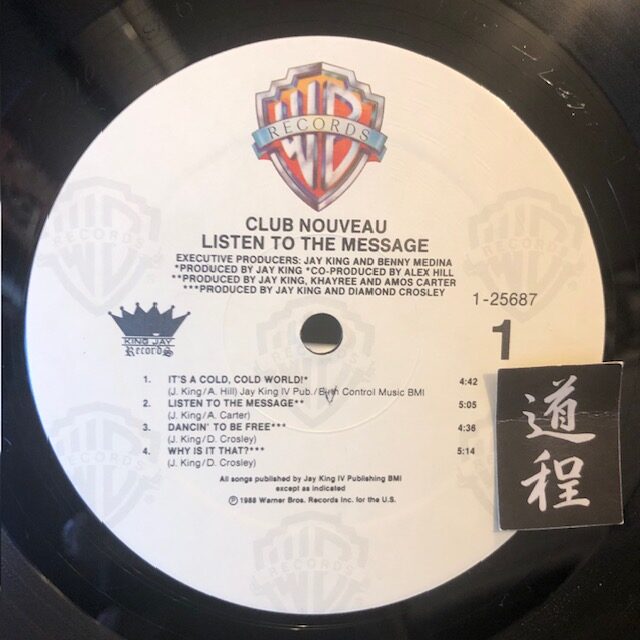 WB
RECORDS
CLUB NOUVEAU
LISTEN TO THE MESSAGE
EXECUTIVE PRODUCERS: JAY KING AND BENNY MEDINA
*PRODUCED BY JAY KING *CO-PRODUCED BY ALEX HILL
**PRODUCED BY JAY KING, KHAYREE AND AMOS CARTER
***PRODUCED BY JAY KING AND DIAMOND CROSLEY
1-25687
1
KING JAY
Records
1. IT'S A COLD, COLD WORLD!* 4:42
(J. King/A. Hill) Jay King IV Pub./Birth Controll Music BMI
2. LISTEN TO THE MESSAGE** 5:05
(J. King/A. Carter)
3. DANCIN' TO BE FREE*** 4:36
(J. King/D. Crosley)
4. WHY IS IT THAT?*** 5:14
(J. King/D. Crosley)
All songs published by Jay King IV Publishing BMI
except as indicated
℗©1988 Warner Bros. Records Inc. for the U.S.
道程